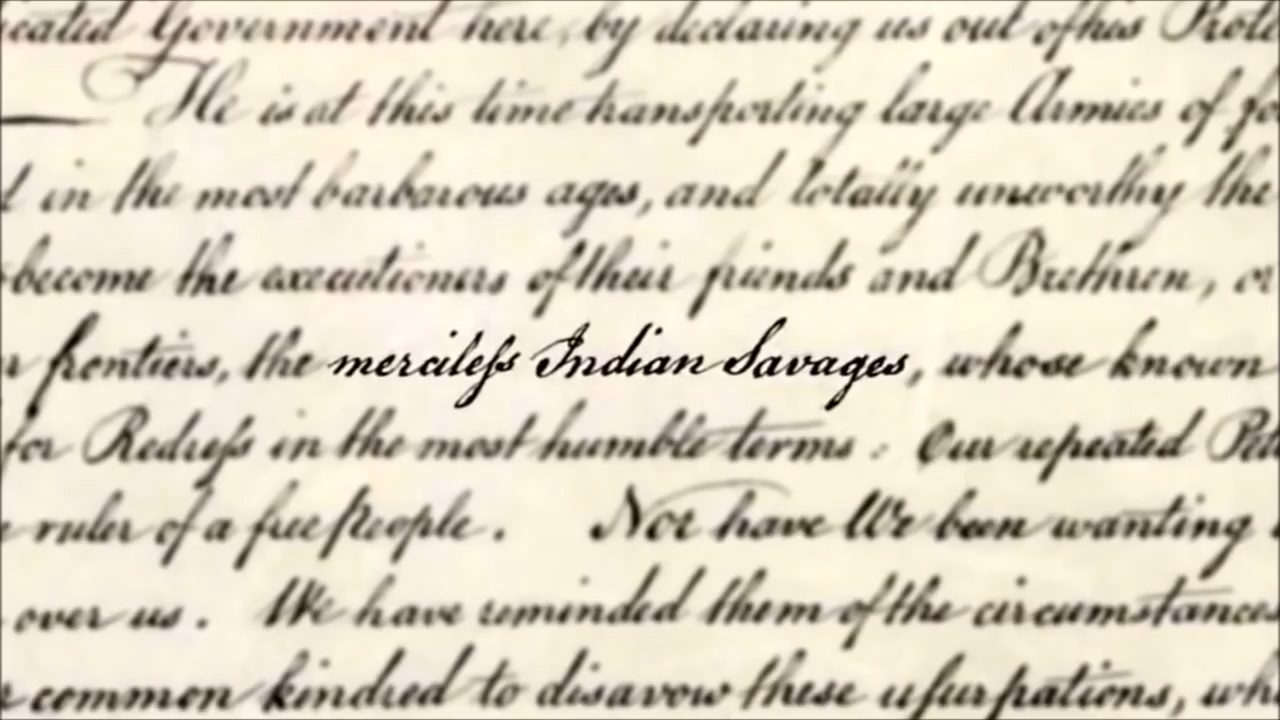 icated Government here, by declaring us out of his Prote
He is at this time transporting large Armies of fo
t in the most barbarous ages, and totally unworthy the
become the executioners of their friends and Brethren, or
r frontiers, the mercileſs Indian Savages, whose known
for Redreſs in the most humble terms : Our repeated Peti
ruler of a free people. Nor have We been wanting
over us. We have reminded them of the circumstances
r common kindred to disavow these uſurpations, wh